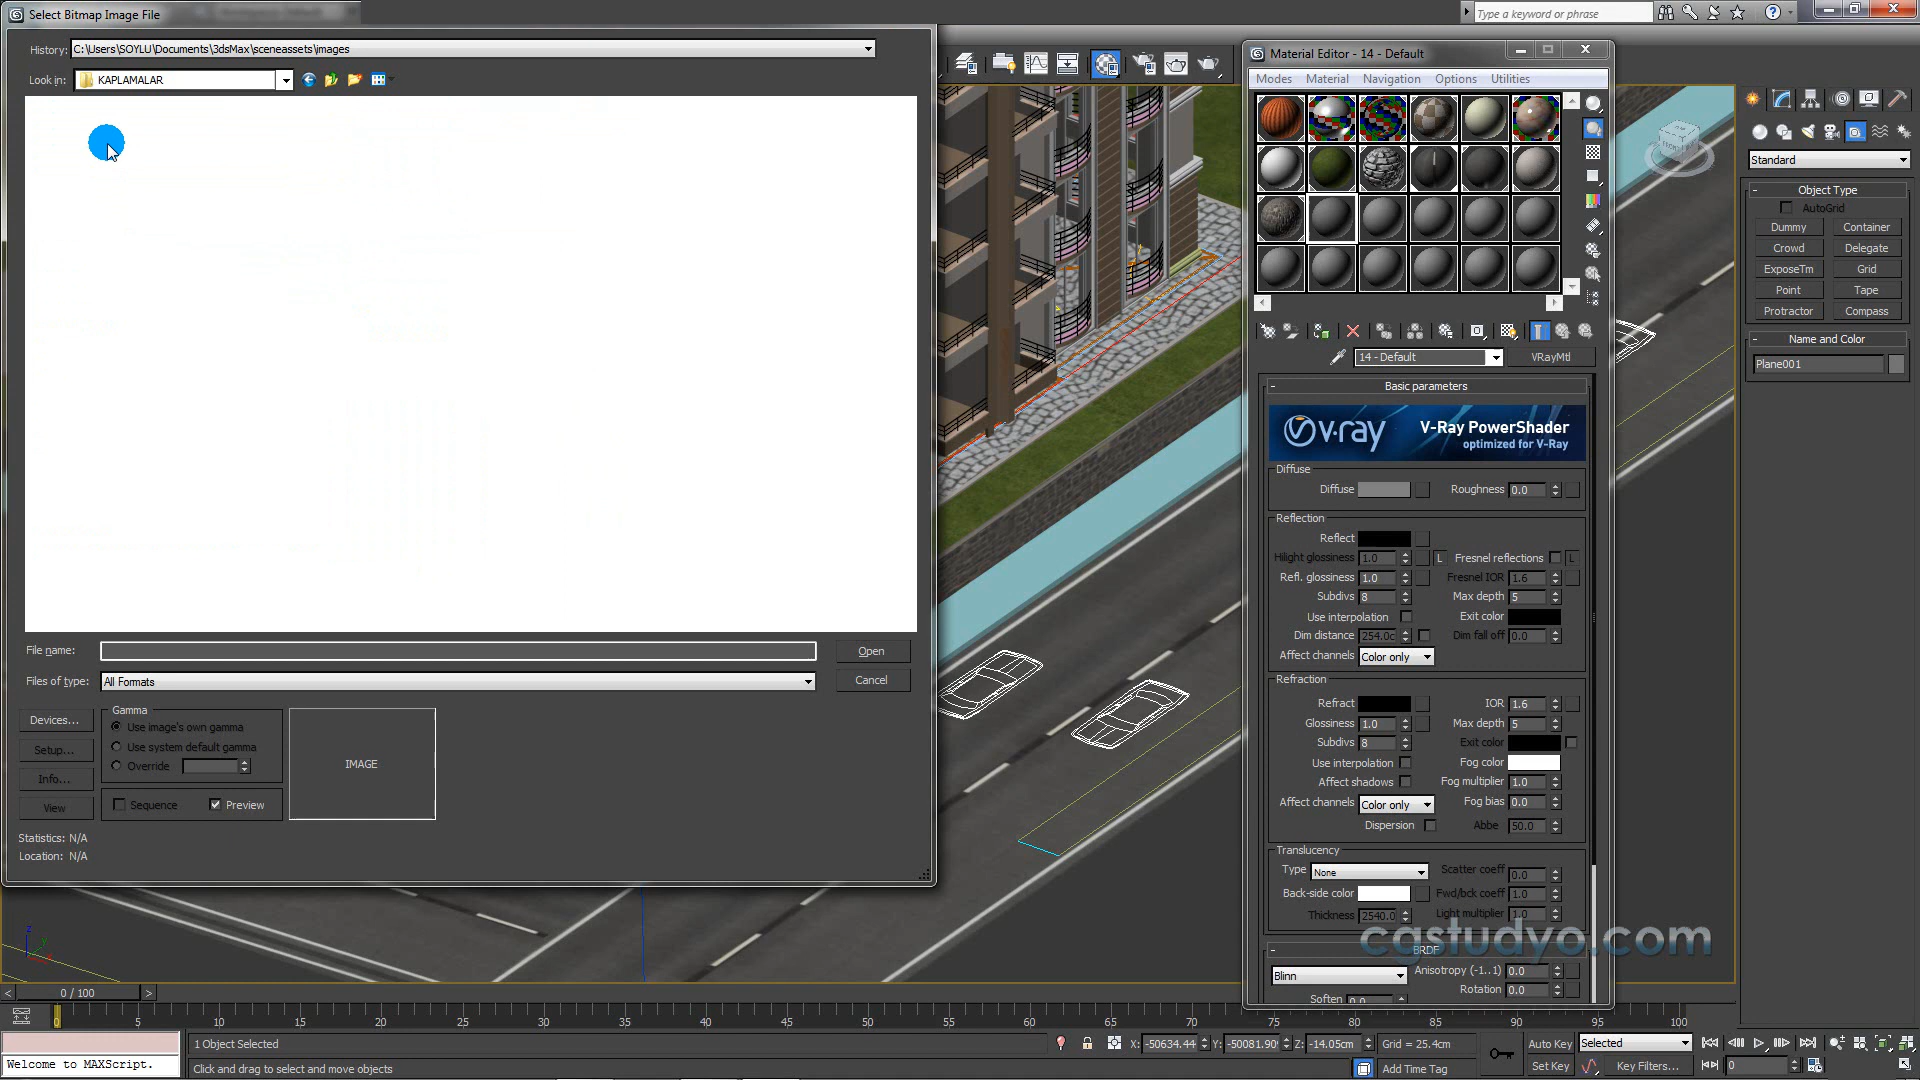 Select Bitmap Image File
Type a keyword or phrase
History: C:\Users\SOYLU\Documents\3dsMax\sceneassets\images
Look in: KAPLAMALAR
File name: Open
Files of type: All Formats Cancel
Devices...
Setup...
Info...
View
Gamma
Use image's own gamma
Use system default gamma
Override
Sequence Preview
IMAGE
Statistics: N/A
Location: N/A
Material Editor - 14 - Default
Modes Material Navigation Options Utilities
14 - Default VRayMtl
- Basic parameters
v·ray V-Ray PowerShader
optimized for V-Ray
Diffuse
Diffuse Roughness 0.0
Reflection
Reflect
Hilight glossiness 1.0 L Fresnel reflections L
Refl. glossiness 1.0 Fresnel IOR 1.6
Subdivs 8 Max depth 5
Use interpolation Exit color
Dim distance 254.0c Dim fall off 0.0
Affect channels Color only
Refraction
Refract IOR 1.6
Glossiness 1.0 Max depth 5
Subdivs 8 Exit color
Use interpolation Fog color
Affect shadows Fog multiplier 1.0
Affect channels Color only Fog bias 0.0
Dispersion Abbe 50.0
Translucency
Type None Scatter coeff 0.0
Back-side color Fwd/bck coeff 1.0
Thickness 2540.0 Light multiplier 1.0
cgstudyo.com
- BRDF
Blinn Anisotropy (-1..1) 0.0
Rotation 0.0
Soften 0.0
Standard
- Object Type
AutoGrid
Dummy Container
Crowd Delegate
ExposeTm Grid
Point Tape
Protractor Compass
- Name and Color
Plane001
FRONT
< 0 / 100 >
0 5 10 15 20 25 30 35 40 45 50 55 60 65 70 75 80 85 90 95 100
1 Object Selected X: -50634.44 Y: -50081.90 Z: -14.05cm Grid = 25.4cm Auto Key Selected
Welcome to MAXScript. Click and drag to select and move objects Add Time Tag Set Key Key Filters... 0
z
y